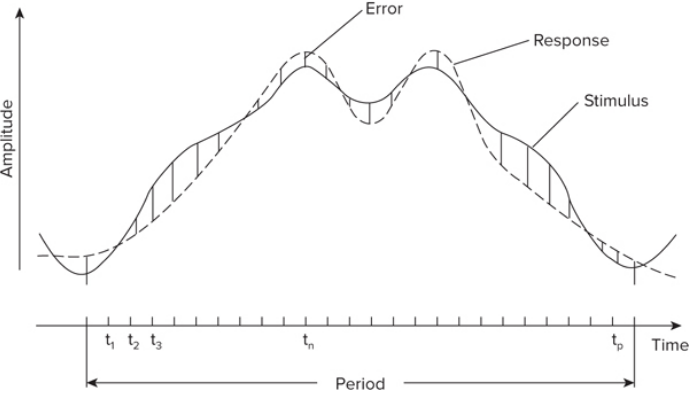 Error
Response
Stimulus
Amplitude
t1 t2 t3 tn tp Time
Period